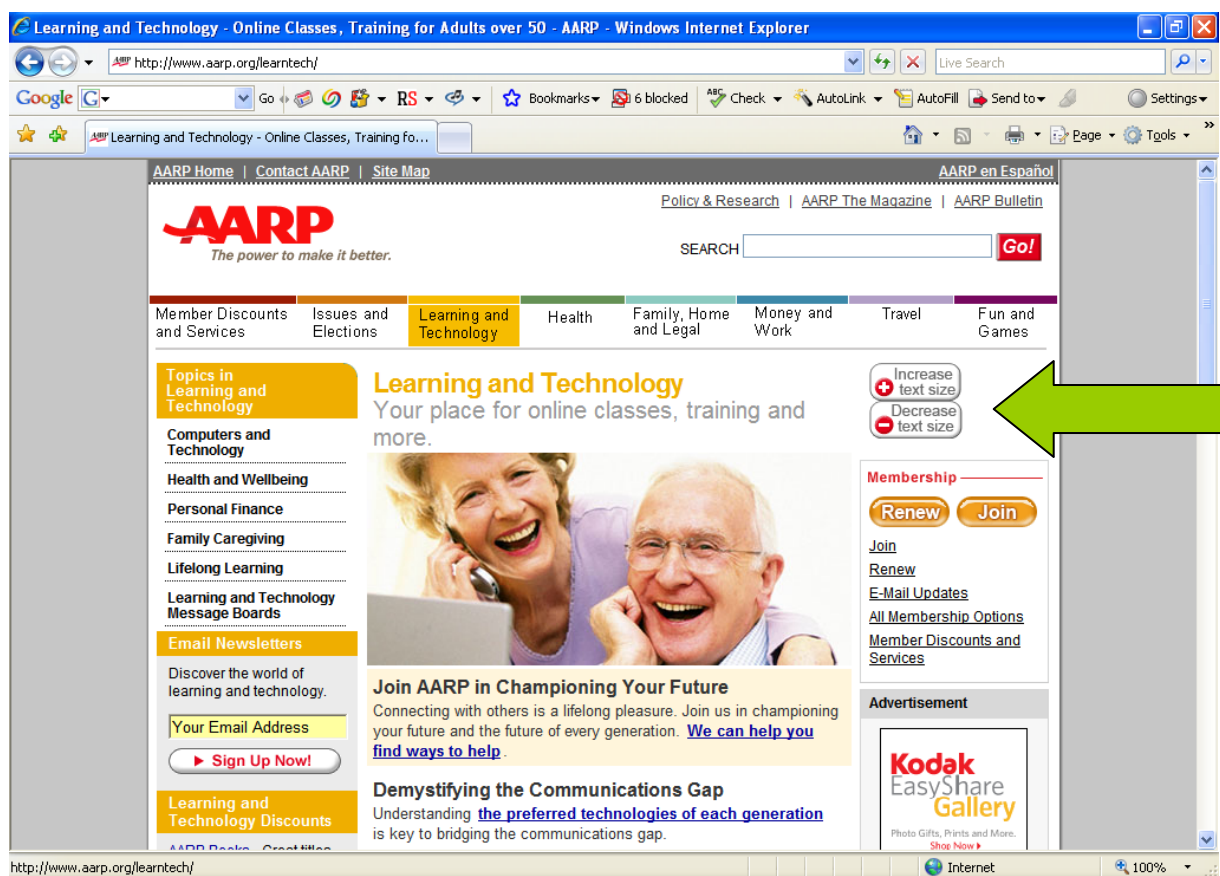 Learning and Technology - Online Classes, Training for Adults over 50 - AARP - Windows Internet Explorer
http://www.aarp.org/learntech/
Live Search
Google
Go
RS
Bookmarks
6 blocked
ABC
Check
AutoLink
AutoFill
Send to
Settings
Learning and Technology - Online Classes, Training fo...
Page
Tools
AARP Home | Contact AARP | Site Map
AARP en Español
Policy & Research | AARP The Magazine | AARP Bulletin
AARP
The power to make it better.
SEARCH
Go!
Member Discounts
and Services
Issues and
Elections
Learning and
Technology
Health
Family, Home
and Legal
Money and
Work
Travel
Fun and
Games
Topics in
Learning and
Technology
Computers and
Technology
Health and Wellbeing
Personal Finance
Family Caregiving
Lifelong Learning
Learning and Technology
Message Boards
Email Newsletters
Discover the world of
learning and technology.
Your Email Address
Sign Up Now!
Learning and
Technology Discounts
Learning and Technology
Your place for online classes, training and
more.
Join AARP in Championing Your Future
Connecting with others is a lifelong pleasure. Join us in championing
your future and the future of every generation. We can help you
find ways to help.
Demystifying the Communications Gap
Understanding the preferred technologies of each generation
is key to bridging the communications gap.
Increase
text size
Decrease
text size
Membership
Renew
Join
Join
Renew
E-Mail Updates
All Membership Options
Member Discounts and
Services
Advertisement
Kodak
EasyShare
Gallery
Photo Gifts, Prints and More.
Shop Now
http://www.aarp.org/learntech/
Internet
100%